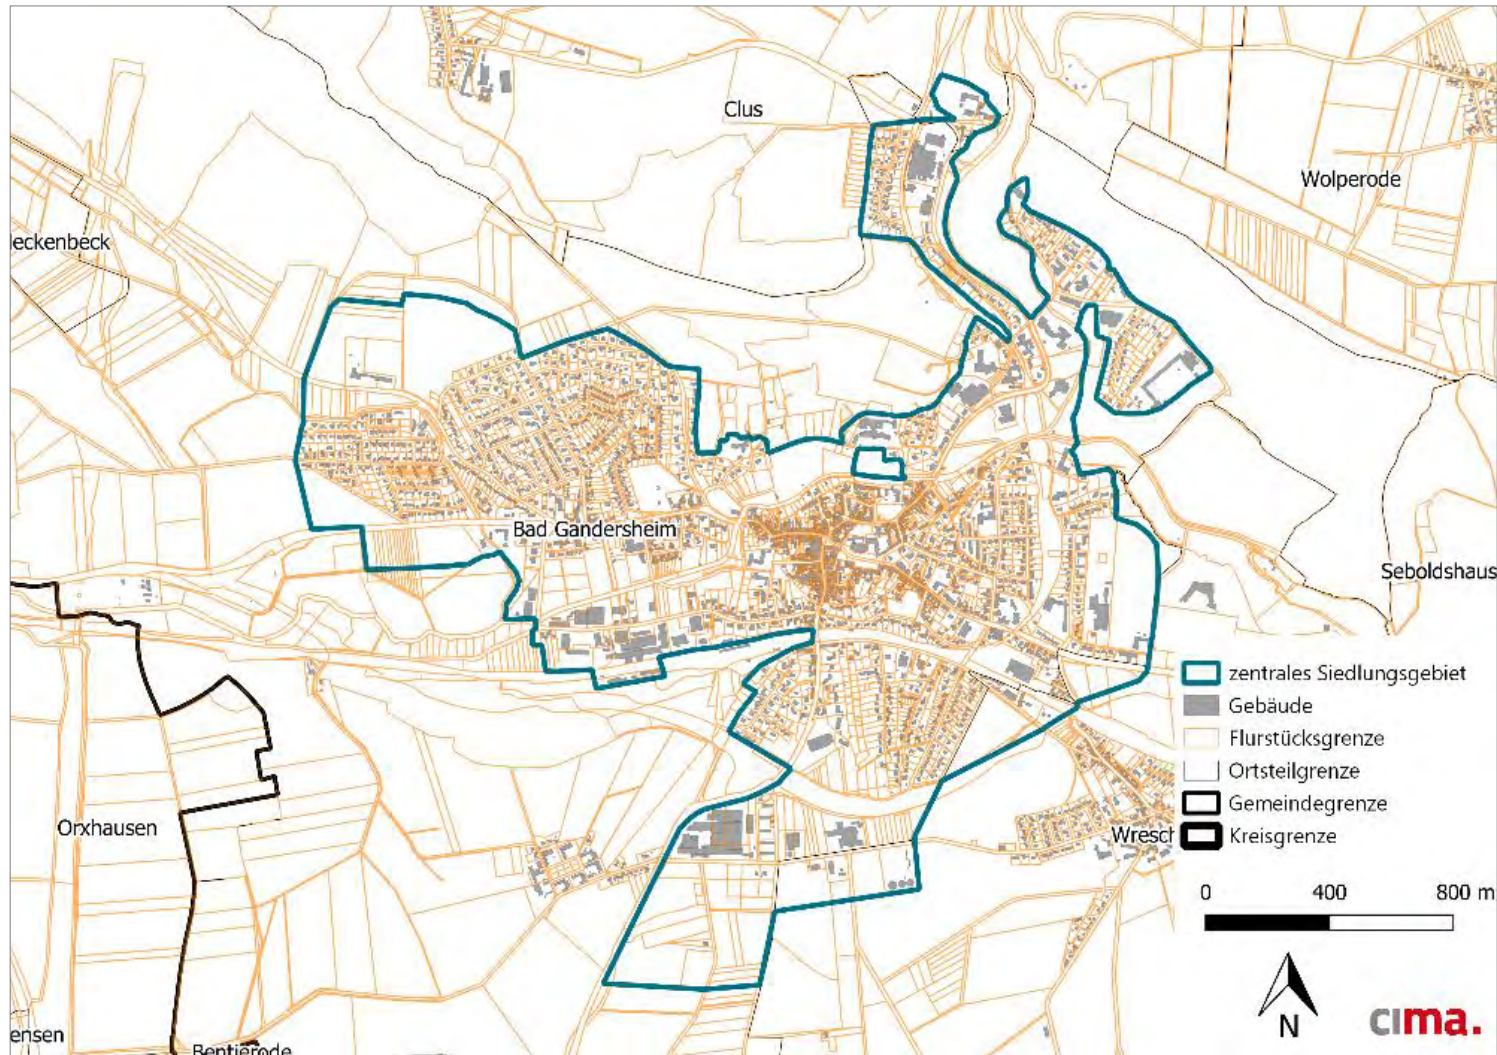 Clus
Wolperode
eckenbeck
Bad Gandersheim
Seboldshaus
zentrales Siedlungsgebiet
Gebäude
Flurstücksgrenze
Ortsteilgrenze
Gemeindegrenze
Kreisgrenze
Orxhausen
Wresch
0 400 800 m
N
cima.
ensen
Bentierode